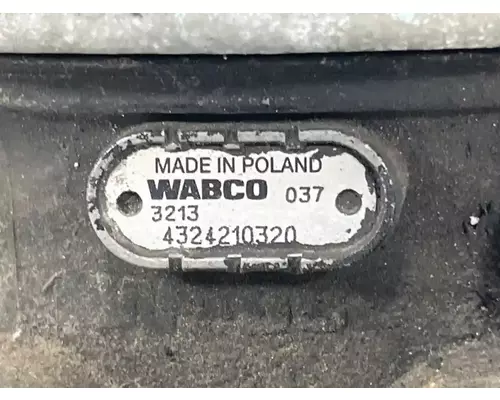 MADE IN POLAND
WABCO 037
3213
4324210320